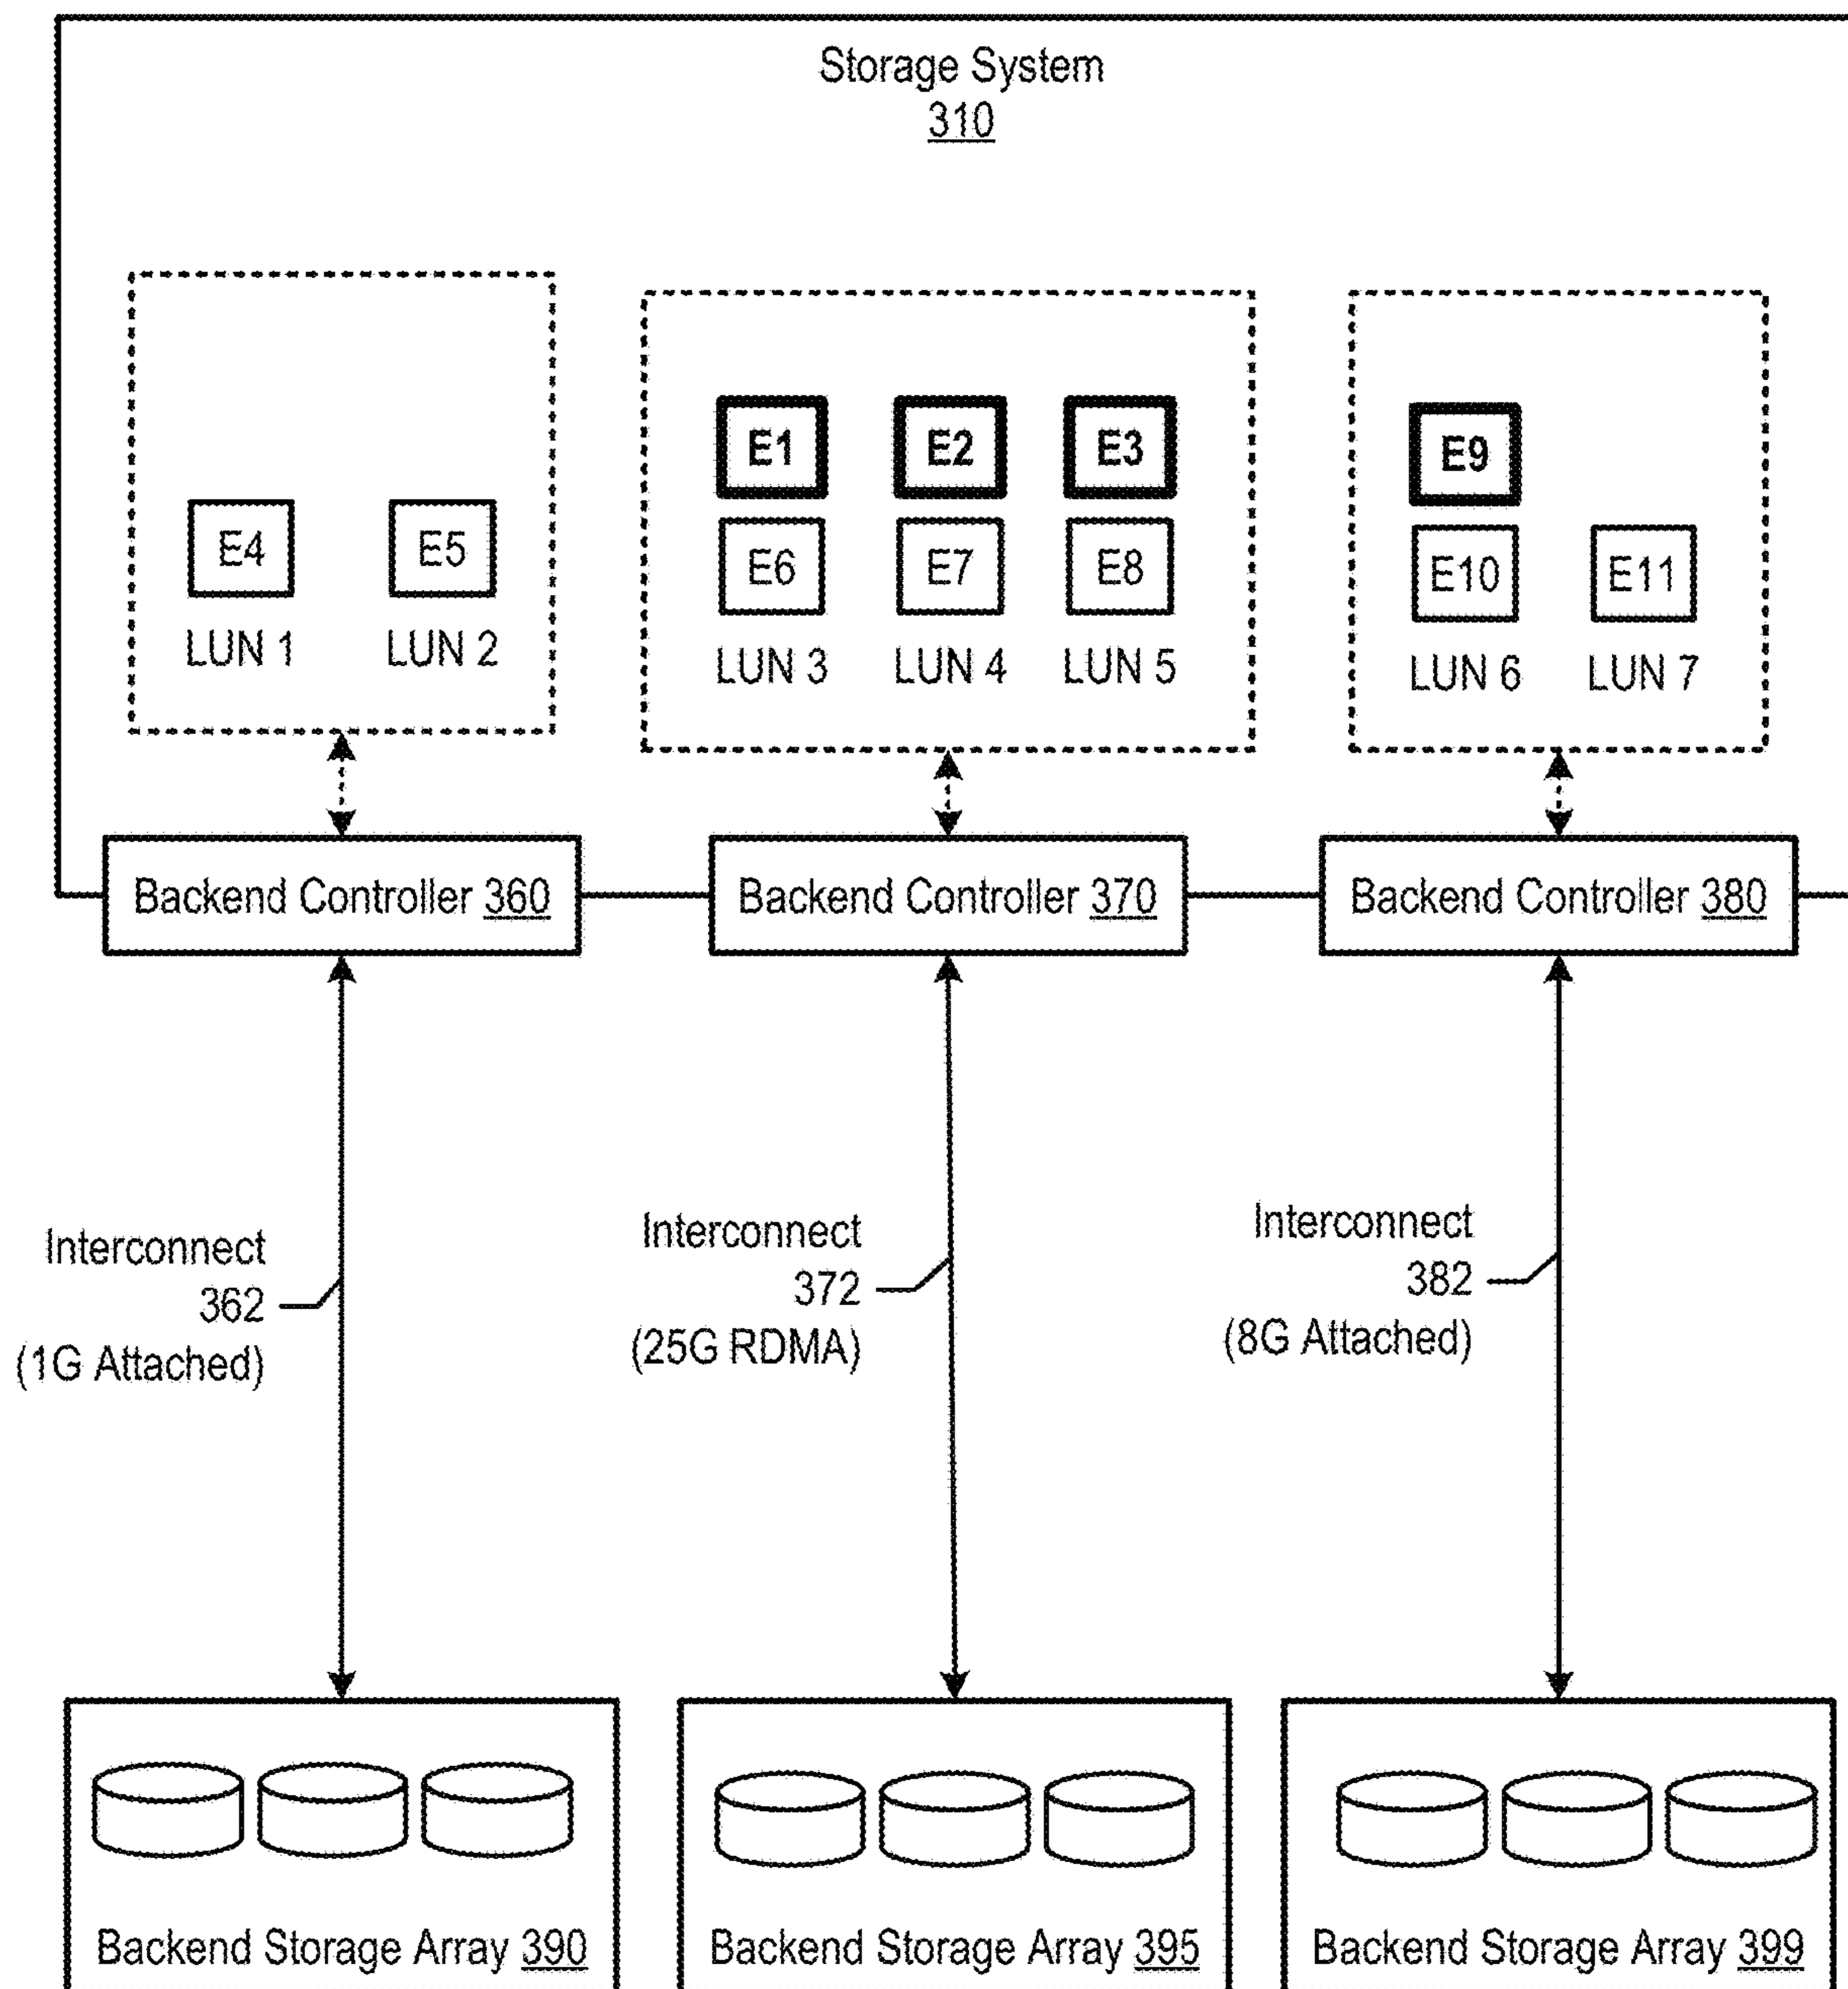 Storage System
310
E1 E2 E3 E9
E4 E5 E6 E7 E8 E10 E11
LUN 1 LUN 2 LUN 3 LUN 4 LUN 5 LUN 6 LUN 7
Backend Controller 360 Backend Controller 370 Backend Controller 380
Interconnect
362
(1G Attached)
Interconnect
372
(25G RDMA)
Interconnect
382
(8G Attached)
Backend Storage Array 390 Backend Storage Array 395 Backend Storage Array 399